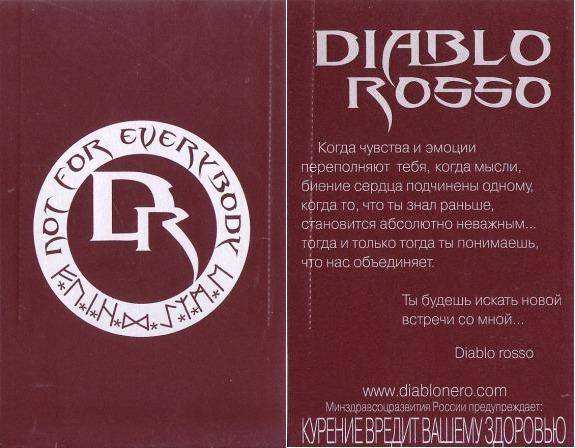 NOT FOR EVERYBODY
DR
DIABLO
ROSSO
Когда чувства и эмоции
переполняют тебя, когда мысли,
биение сердца подчинены одному,
когда то, что ты знал раньше,
становится абсолютно неважным...
тогда и только тогда ты понимаешь,
что нас объединяет.
Ты будешь искать новой
встречи со мной...
Diablo rosso
www.diablonero.com
Минздравсоцразвития России предупреждает:
КУРЕНИЕ ВРЕДИТ ВАШЕМУ ЗДОРОВЬЮ